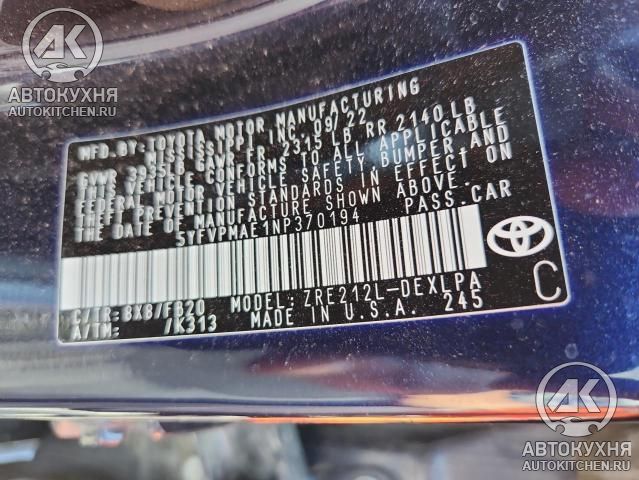 AK
АВТОКУХНЯ
AUTOKITCHEN.RU
MFD.BY: TOYOTA MOTOR MANUFACTURING
MISSISSIPPI, INC. 09/22
GVWR 3935LB GAWR FR. 2315 LB RR 2140 LB
THIS VEHICLE CONFORMS TO ALL APPLICABLE
FEDERAL MOTOR VEHICLE SAFETY, BUMPER, AND
THEFT PREVENTION STANDARDS IN EFFECT ON
THE DATE OF MANUFACTURE SHOWN ABOVE.
5YFVPMAE1NP370194 PASS.CAR
C/TR: 8X8/FB20 MODEL: ZRE212L-DEXLPA
A/TM: /K313 MADE IN U.S.A. 245
C
AK
АВТОКУХНЯ
AUTOKITCHEN.RU